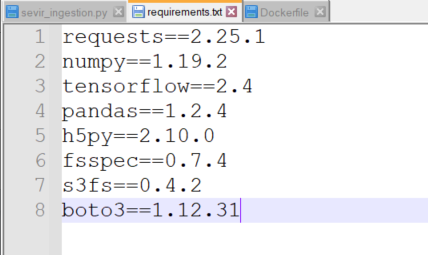 sevir_ingestion.py requirements.txt Dockerfile
1 requests==2.25.1
2 numpy==1.19.2
3 tensorflow==2.4
4 pandas==1.2.4
5 h5py==2.10.0
6 fsspec==0.7.4
7 s3fs==0.4.2
8 boto3==1.12.31